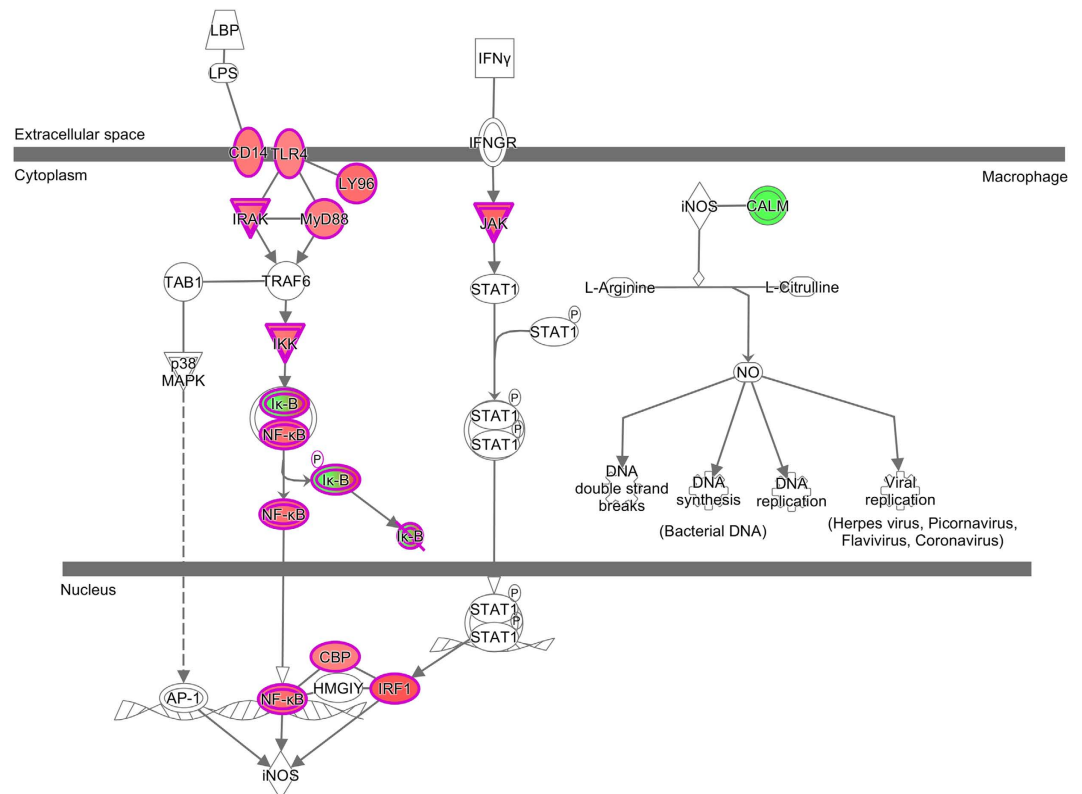 LBP
LPS
IFNγ
Extracellular space
IFNGR
CD14
TLR4
Cytoplasm
Macrophage
LY96
IRAK
MyD88
JAK
iNOS
CALM
TAB1
TRAF6
STAT1
L-Arginine
L-Citrulline
P
STAT1
IKK
p38
MAPK
NO
Iκ-B
NF-κB
P
STAT1
P
STAT1
P
Iκ-B
NF-κB
Iκ-B
DNA
double strand
breaks
DNA
synthesis
(Bacterial DNA)
DNA
replication
Viral
replication
(Herpes virus, Picornavirus,
Flavivirus, Coronavirus)
Nucleus
P
STAT1
P
STAT1
CBP
HMGIY
IRF1
AP-1
NF-κB
iNOS